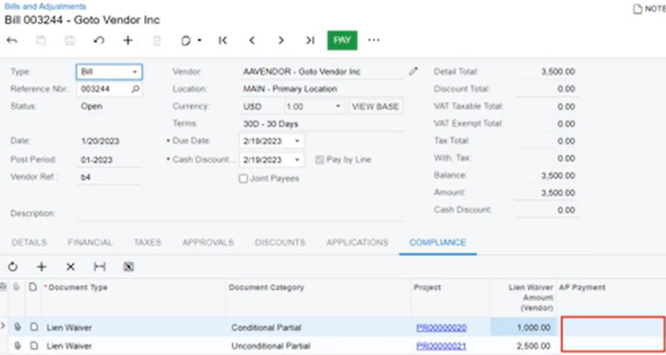 Bills and Adjustments
NOTE
Bill 003244 - Goto Vendor Inc
PAY
Type: Bill Vendor: AAVENDOR - Goto Vendor Inc Detail Total: 3,500.00
Reference Nbr.: 003244 Location: MAIN - Primary Location Discount Total: 0.00
Status: Open Currency: USD 1.00 VIEW BASE VAT Taxable Total: 0.00
Terms: 30D - 30 Days VAT Exempt Total: 0.00
Date: 1/20/2023 * Due Date: 2/19/2023 Tax Total: 0.00
Post Period: 01-2023 * Cash Discount... 2/19/2023 Pay by Line With. Tax: 0.00
Vendor Ref.: b4 Joint Payees Balance: 3,500.00
Amount: 3,500.00
Description: Cash Discount: 0.00
DETAILS FINANCIAL TAXES APPROVALS DISCOUNTS APPLICATIONS COMPLIANCE
* Document Type Document Category Project Lien Waiver Amount (Vendor) AP Payment
Lien Waiver Conditional Partial PR00000020 1,000.00
Lien Waiver Unconditional Partial PR00000021 2,500.00